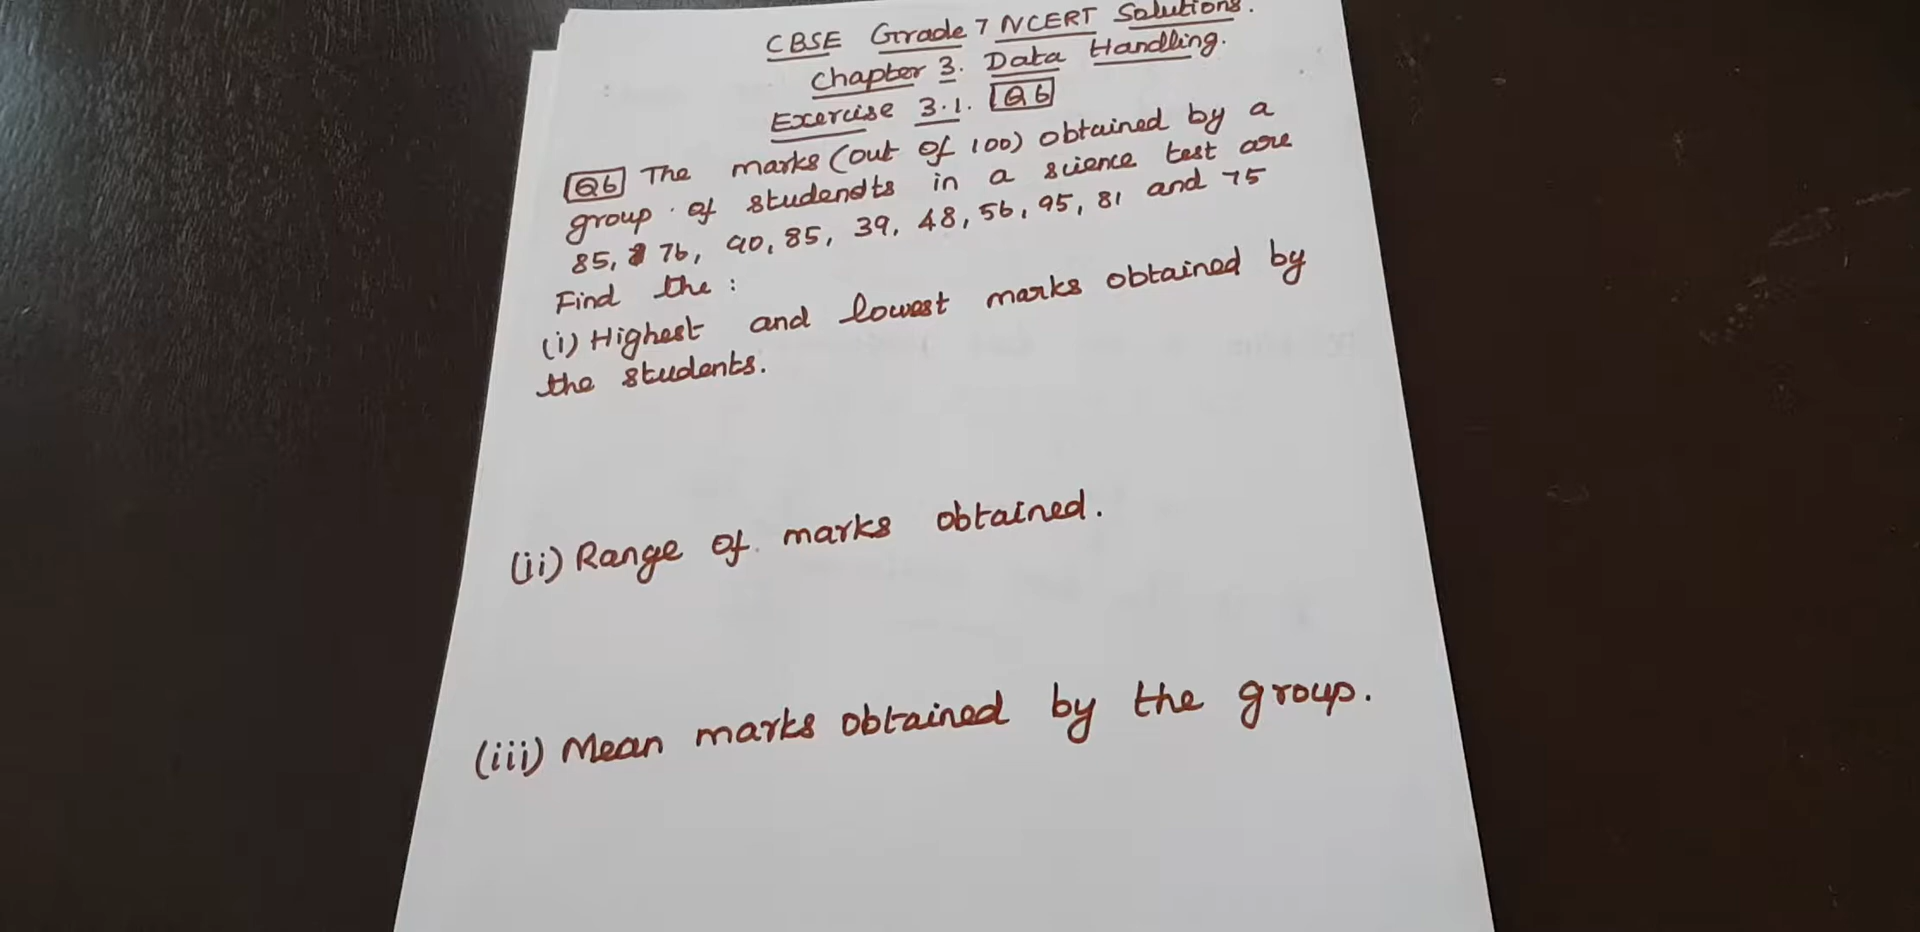 CBSE Grade 7 NCERT Solutions.
Chapter 3. Data Handling.
Exercise 3.1. Q6
Q6 The marks (out of 100) obtained by a
group of studendts in a science test are
85, 76, 90, 85, 39, 48, 56, 95, 81 and 75
Find the :
(i) Highest and lowest marks obtained by
the students.
(ii) Range of marks obtained.
(iii) Mean marks obtained by the group.